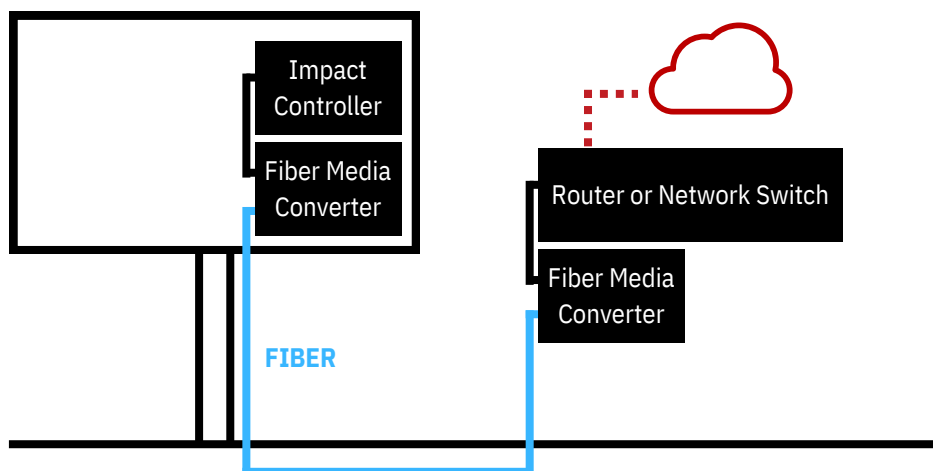 Impact
Controller
Fiber Media
Converter
Router or Network Switch
Fiber Media
Converter
FIBER